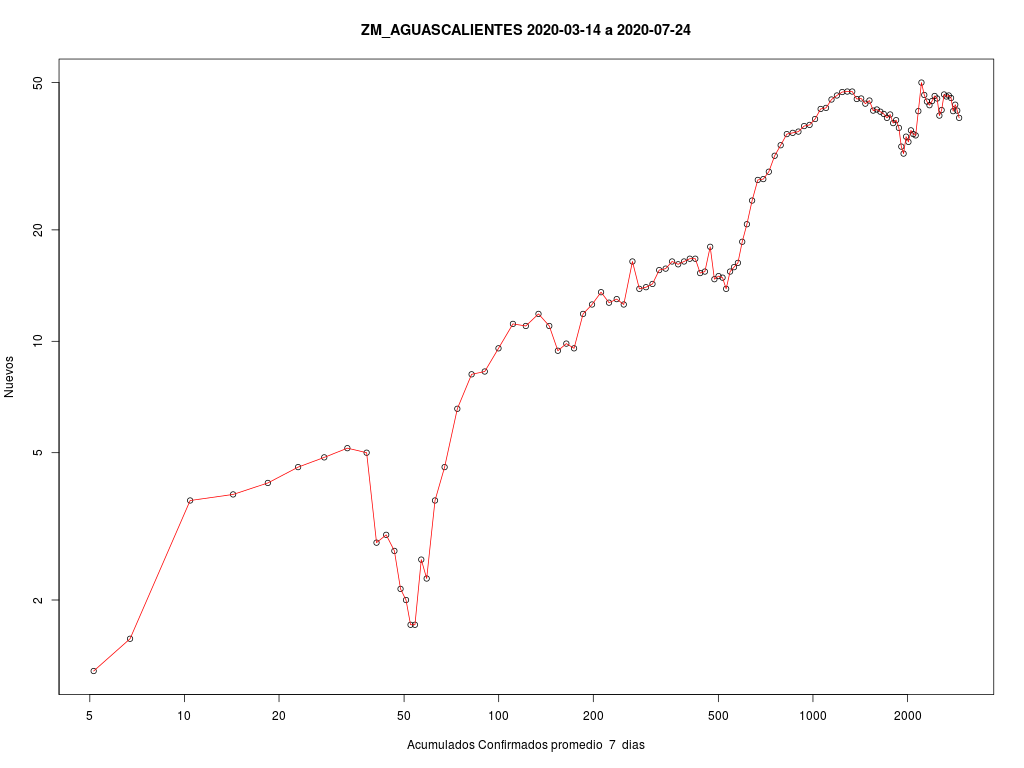 ZM_AGUASCALIENTES 2020-03-14 a 2020-07-24
Nuevos
50
20
10
5
2
5 10 20 50 100 200 500 1000 2000
Acumulados Confirmados promedio 7 dias